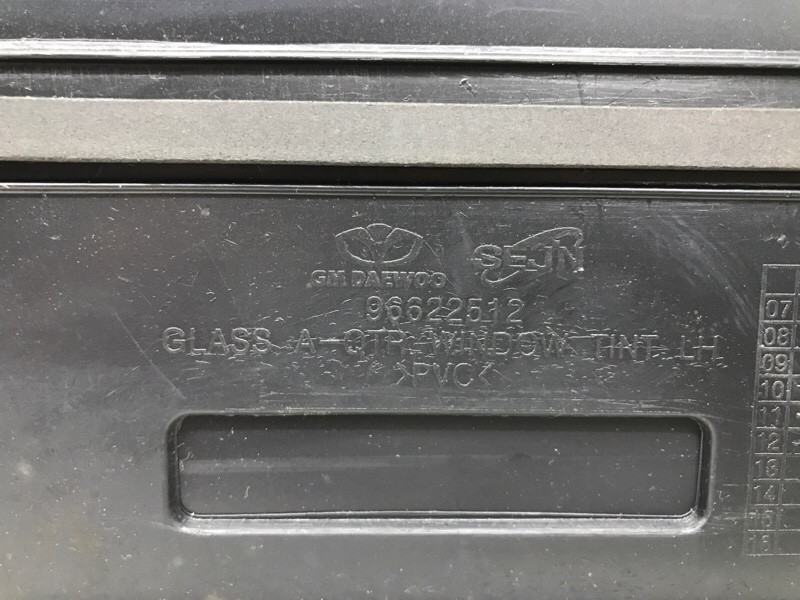 GM DAEWOO
SEJIN
96622512
GLASS A-QTR WINDOW TINT LH
>PVC<
07
08
09
10
11
12
13
14
15
16